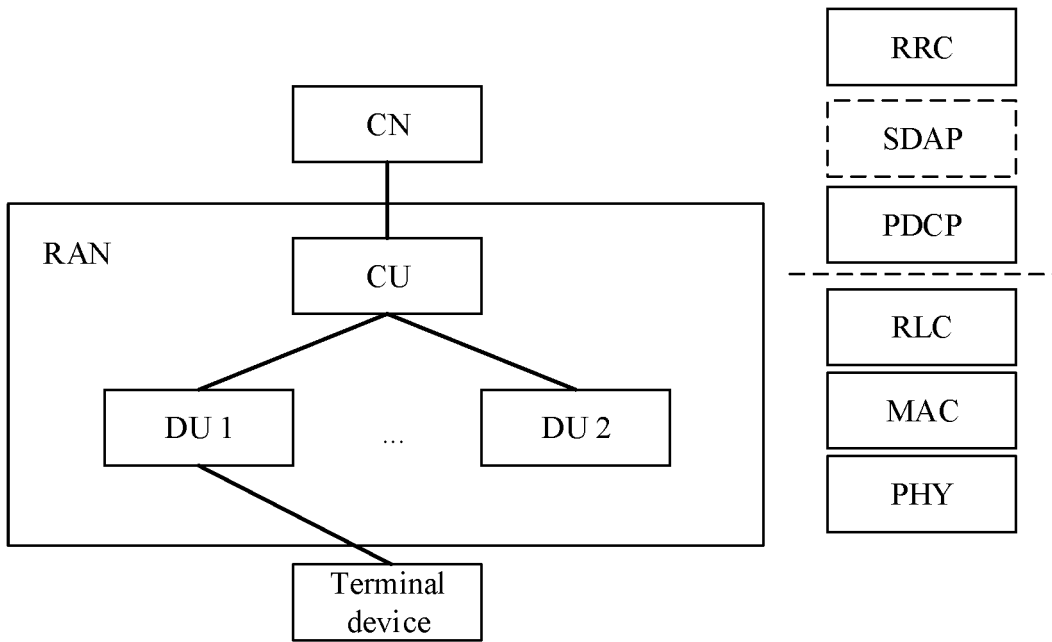 CN
RAN
CU
DU 1
...
DU 2
Terminal
device
RRC
SDAP
PDCP
RLC
MAC
PHY